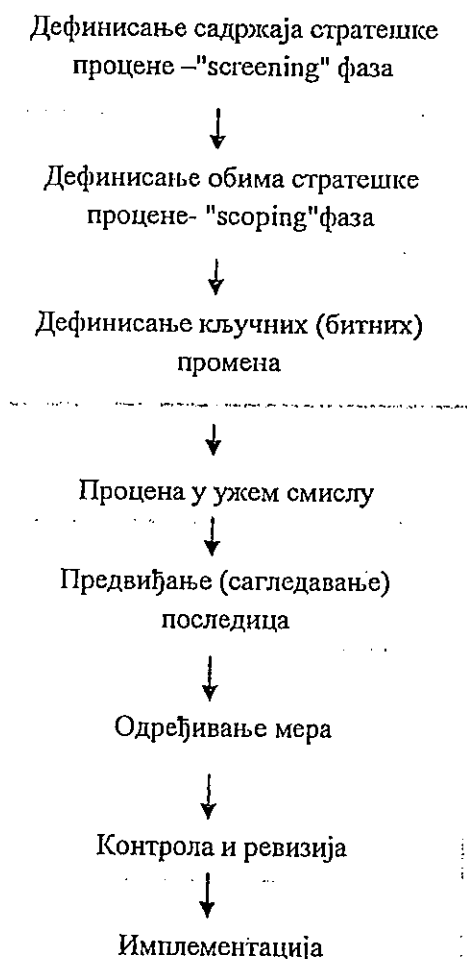 Дефинисање садржаја стратешке
процене –"screening" фаза
Дефинисање обима стратешке
процене- "scoping"фаза
Дефинисање кључних (битних)
промена
Процена у ужем смислу
Предвиђање (сагледавање)
последица
Одређивање мера
Контрола и ревизија
Имплементација